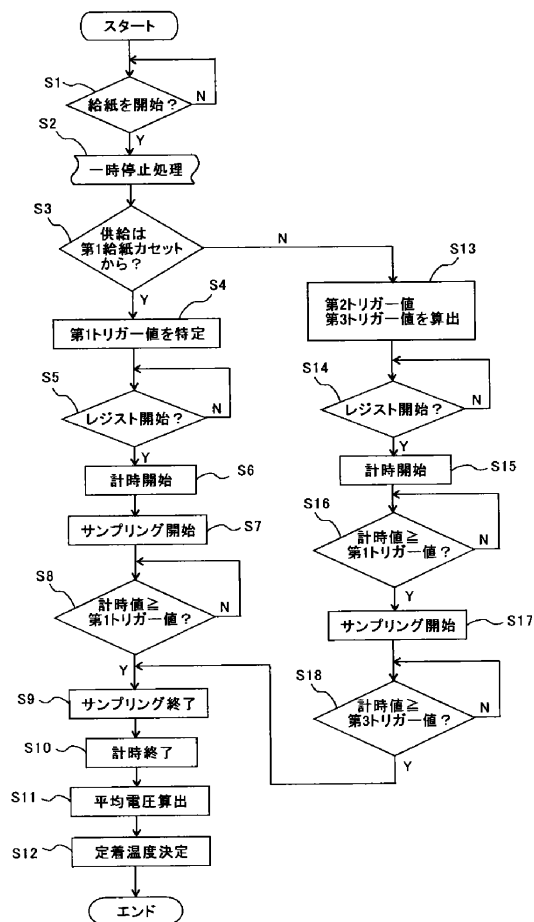 スタート
S1
給紙を開始？
N
Y
S2
一時停止処理
S3
供給は
第1給紙カセット
から？
N
Y
S4
第1トリガー値を特定
S5
レジスト開始？
N
Y
S6
計時開始
S7
サンプリング開始
S8
計時値≧
第1トリガー値？
N
Y
S9
サンプリング終了
S10
計時終了
S11
平均電圧算出
S12
定着温度決定
エンド
S13
第2トリガー値
第3トリガー値を算出
S14
レジスト開始？
N
Y
S15
計時開始
S16
計時値≧
第1トリガー値？
N
Y
S17
サンプリング開始
S18
計時値≧
第3トリガー値？
N
Y